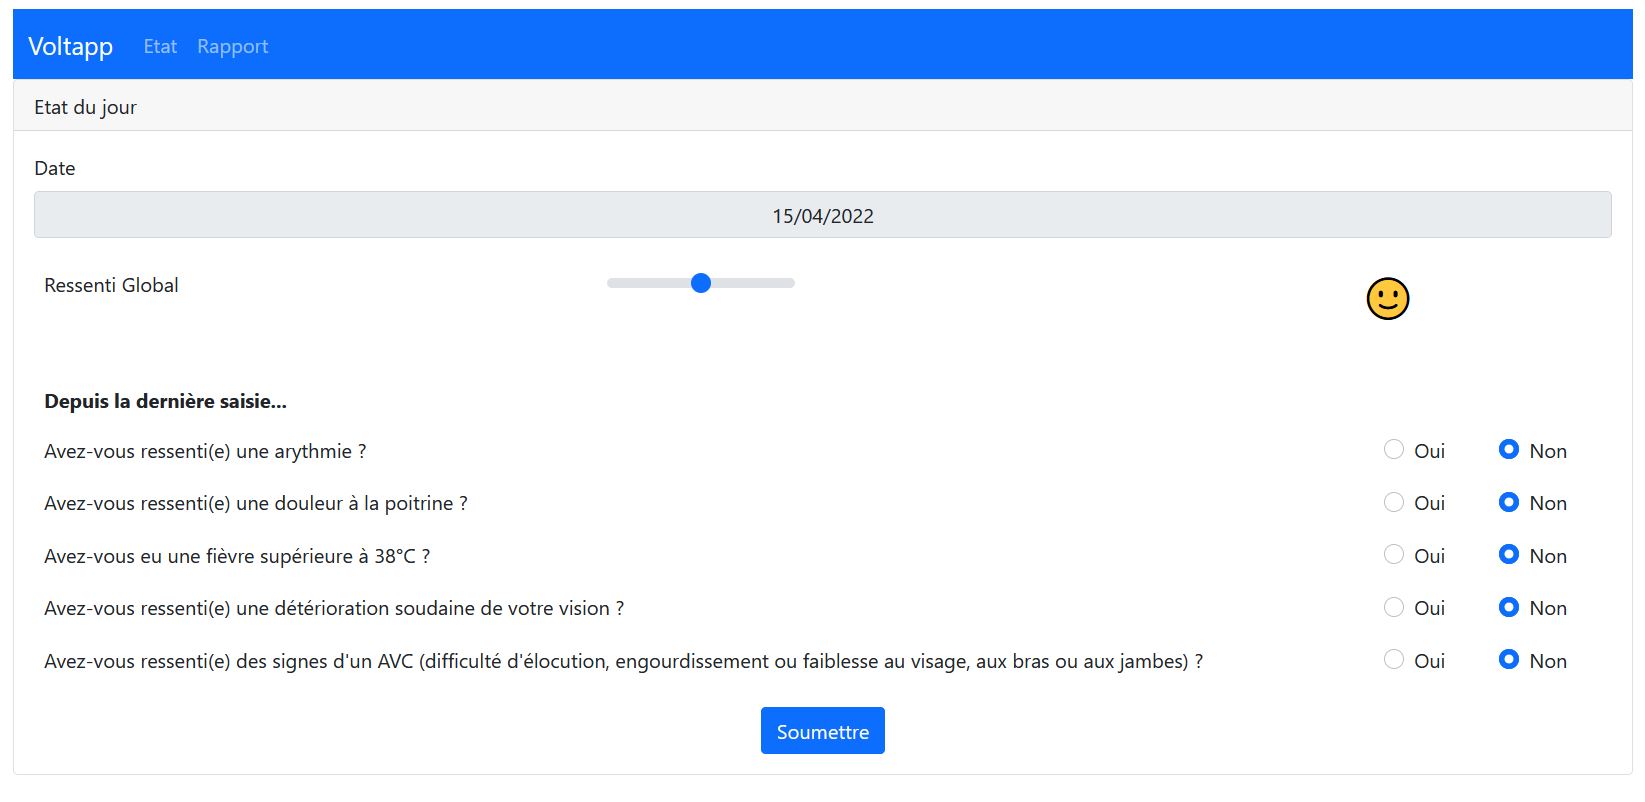 Voltapp Etat Rapport
Etat du jour
Date
15/04/2022
Ressenti Global
Depuis la dernière saisie...
Avez-vous ressenti(e) une arythmie ? Oui Non
Avez-vous ressenti(e) une douleur à la poitrine ? Oui Non
Avez-vous eu une fièvre supérieure à 38°C ? Oui Non
Avez-vous ressenti(e) une détérioration soudaine de votre vision ? Oui Non
Avez-vous ressenti(e) des signes d'un AVC (difficulté d'élocution, engourdissement ou faiblesse au visage, aux bras ou aux jambes) ? Oui Non
Soumettre